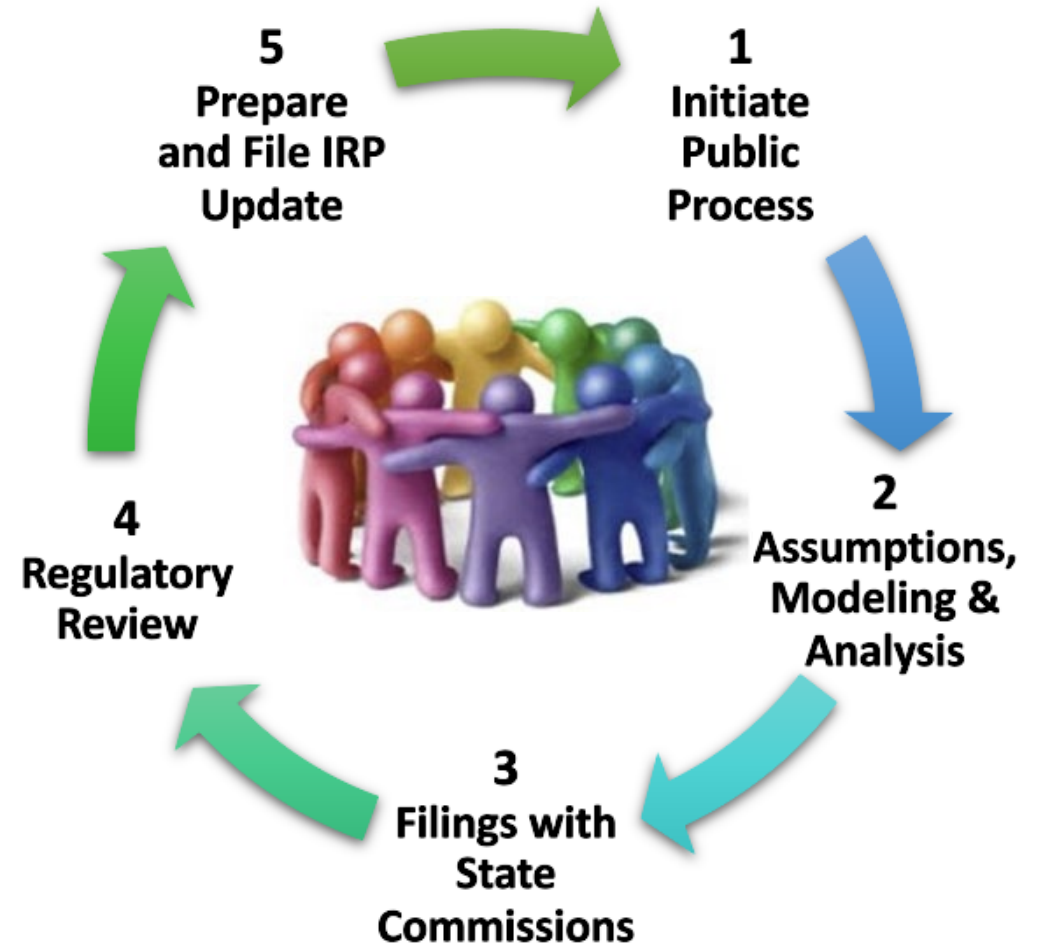 1
Initiate
Public
Process
2
Assumptions,
Modeling &
Analysis
3
Filings with
State
Commissions
4
Regulatory
Review
5
Prepare
and File IRP
Update